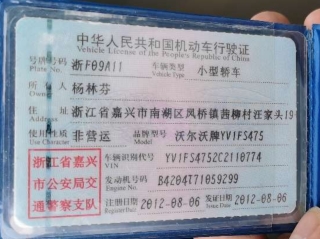 中华人民共和国机动车行驶证
Vehicle License of the People's Republic of China
号牌号码 浙F09A11 车辆类型 小型轿车
Plate No. Vehicle Type
所有人 杨林芬
Owner
住址 浙江省嘉兴市南湖区凤桥镇茜柳村汪家头19
Address
使用性质 非营运 品牌型号 沃尔沃牌YV1FS475
Use Character Model
浙江省嘉兴
市公安局交
通警察支队
车辆识别代号 YV1FS4752C2110774
VIN
发动机号码 B4204T71059299
Engine No.
注册日期 2012-08-06 发证日期 2012-08-06
Register Date Issue Date